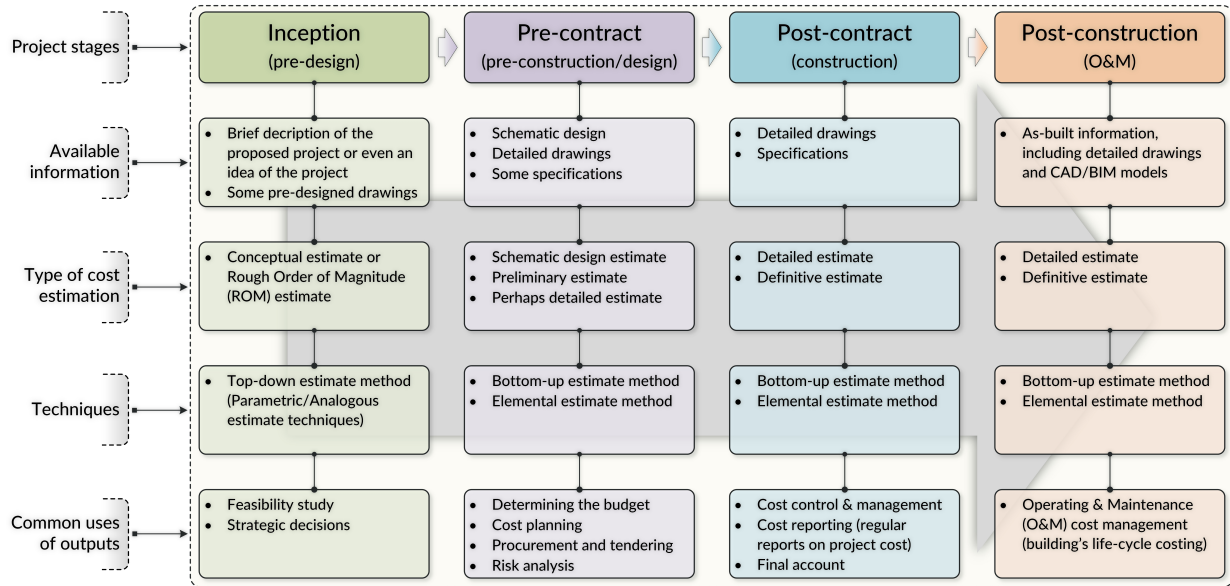 Project stages
Inception
(pre-design)
Pre-contract
(pre-construction/design)
Post-contract
(construction)
Post-construction
(O&M)
Available
information
• Brief decription of the
proposed project or even an
idea of the project
• Some pre-designed drawings
• Schematic design
• Detailed drawings
• Some specifications
• Detailed drawings
• Specifications
• As-built information,
including detailed drawings
and CAD/BIM models
Type of cost
estimation
• Conceptual estimate or
Rough Order of Magnitude
(ROM) estimate
• Schematic design estimate
• Preliminary estimate
• Perhaps detailed estimate
• Detailed estimate
• Definitive estimate
• Detailed estimate
• Definitive estimate
Techniques
• Top-down estimate method
(Parametric/Analogous
estimate techniques)
• Bottom-up estimate method
• Elemental estimate method
• Bottom-up estimate method
• Elemental estimate method
• Bottom-up estimate method
• Elemental estimate method
Common uses
of outputs
• Feasibility study
• Strategic decisions
• Determining the budget
• Cost planning
• Procurement and tendering
• Risk analysis
• Cost control & management
• Cost reporting (regular
reports on project cost)
• Final account
• Operating & Maintenance
(O&M) cost management
(building's life-cycle costing)